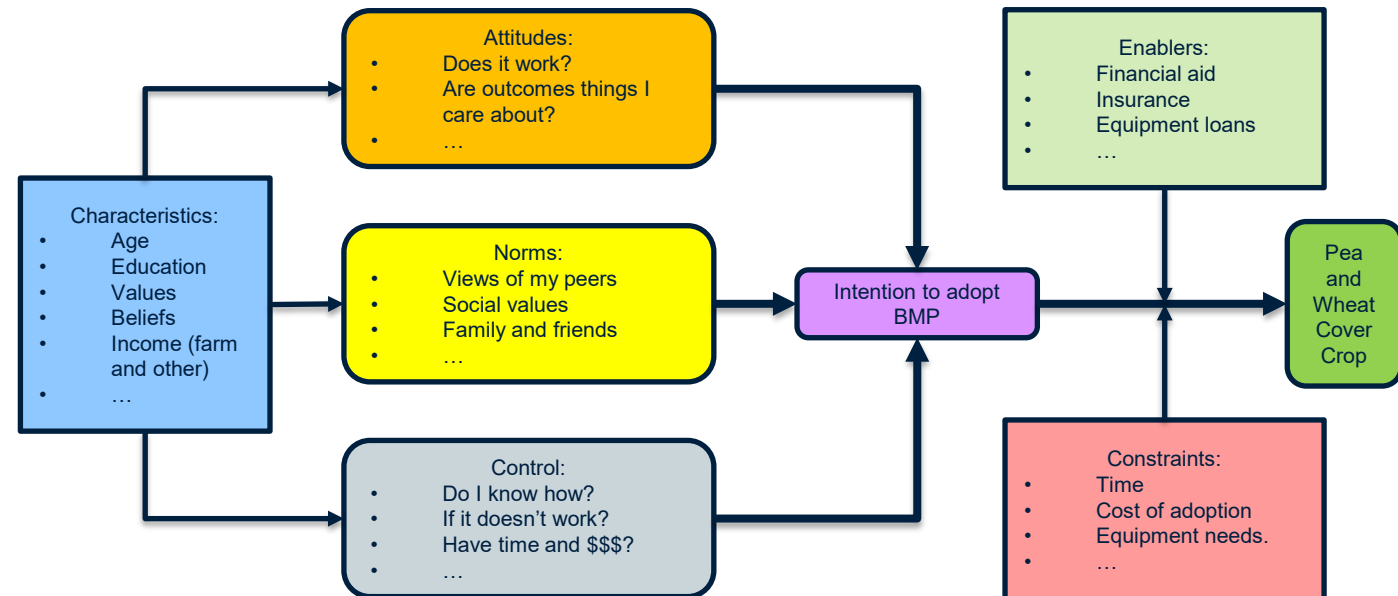 Characteristics:
• Age
• Education
• Values
• Beliefs
• Income (farm
and other)
• …
Attitudes:
• Does it work?
• Are outcomes things I
care about?
• …
Norms:
• Views of my peers
• Social values
• Family and friends
• …
Control:
• Do I know how?
• If it doesn’t work?
• Have time and $$$?
• …
Intention to adopt
BMP
Enablers:
• Financial aid
• Insurance
• Equipment loans
• …
Constraints:
• Time
• Cost of adoption
• Equipment needs.
• …
Pea
and
Wheat
Cover
Crop